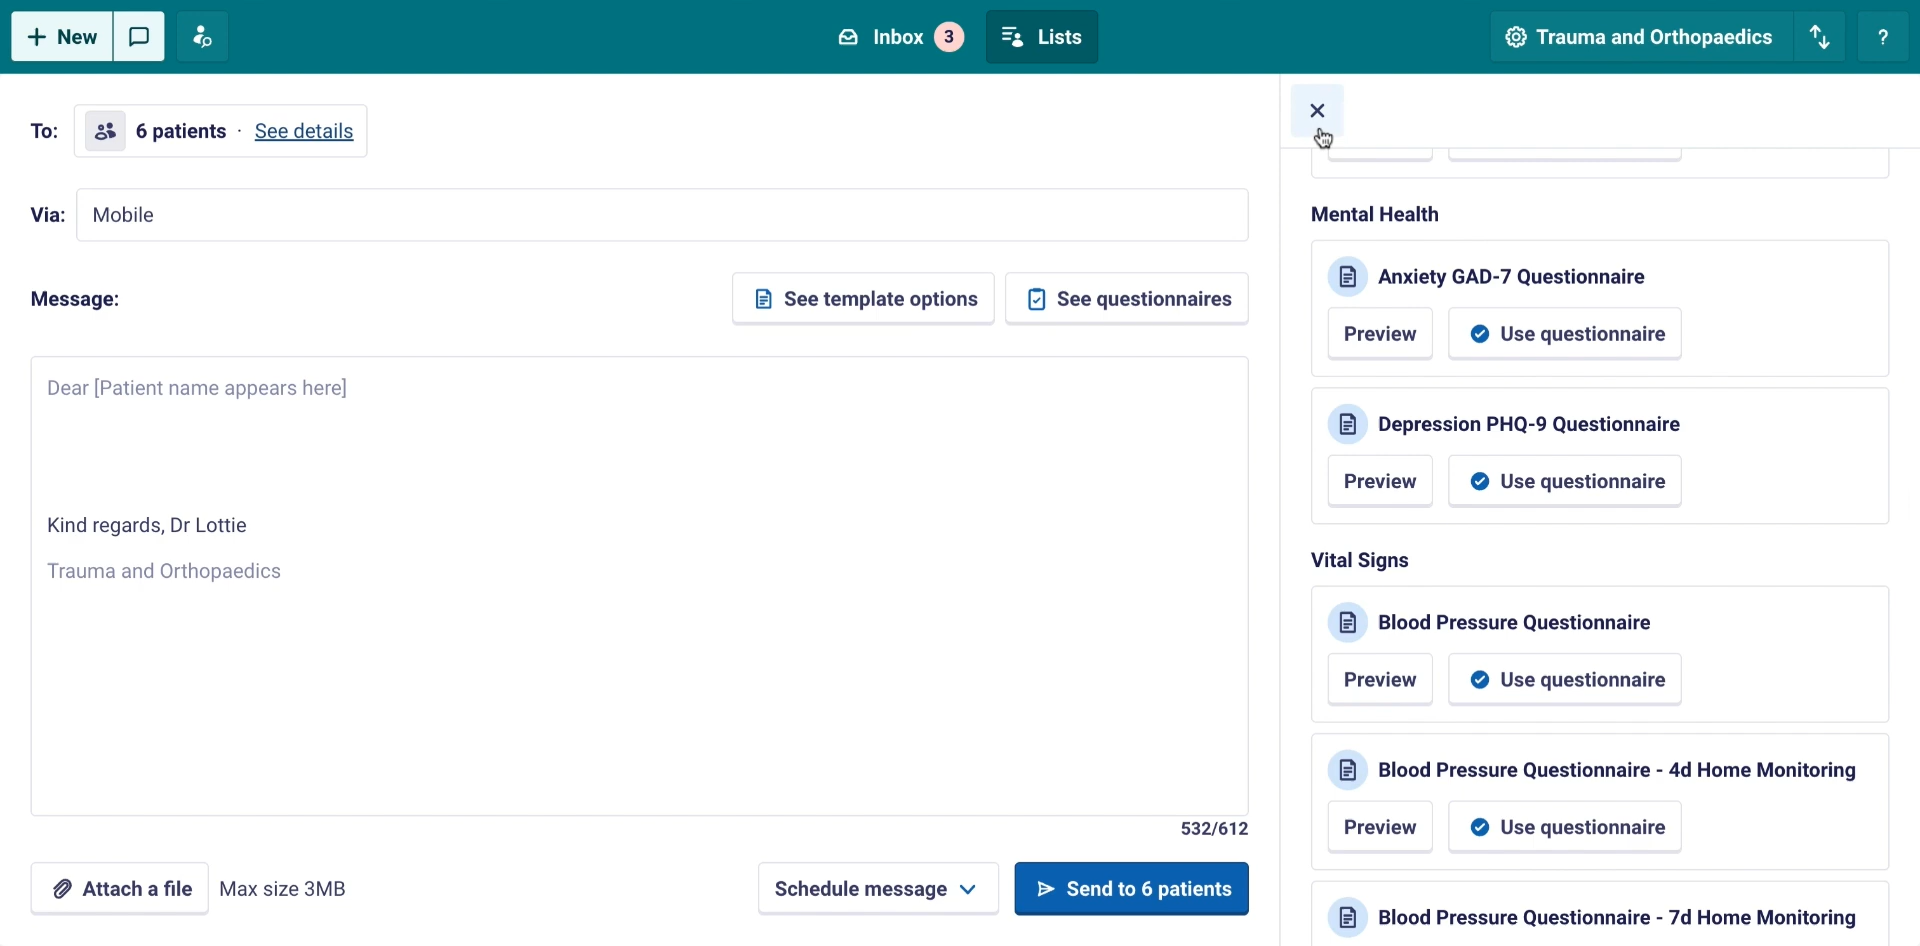 New
Inbox 3
Lists
Trauma and Orthopaedics
?
To: 6 patients · See details
Via: Mobile
Message:
See template options
See questionnaires
Dear [Patient name appears here]
Kind regards, Dr Lottie
Trauma and Orthopaedics
532/612
Attach a file
Max size 3MB
Schedule message
Send to 6 patients
Mental Health
Anxiety GAD-7 Questionnaire
Preview
Use questionnaire
Depression PHQ-9 Questionnaire
Preview
Use questionnaire
Vital Signs
Blood Pressure Questionnaire
Preview
Use questionnaire
Blood Pressure Questionnaire - 4d Home Monitoring
Preview
Use questionnaire
Blood Pressure Questionnaire - 7d Home Monitoring